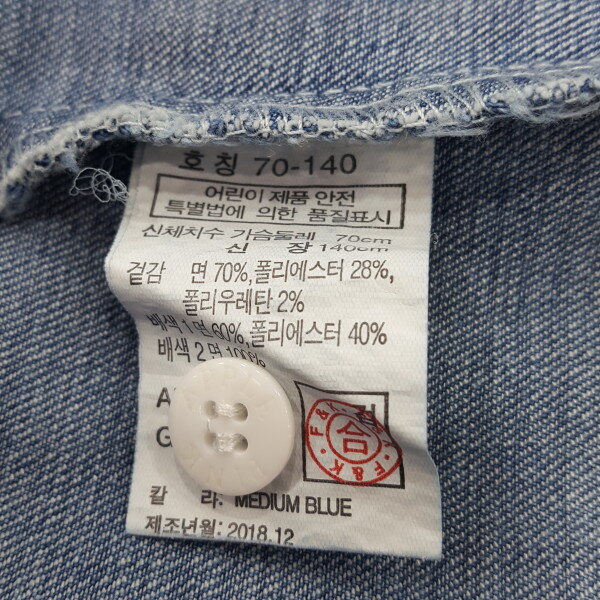 호칭 70-140
어린이 제품 안전
특별법에 의한 품질표시
신체치수 가슴둘레 70cm
신 장 140cm
겉감 면 70%,폴리에스터 28%,
폴리우레탄 2%
배색 1 면 60%,폴리에스터 40%
배색 2 면 100%
A
G
합
F&K. F&K
칼 라: MEDIUM BLUE
제조년월: 2018.12